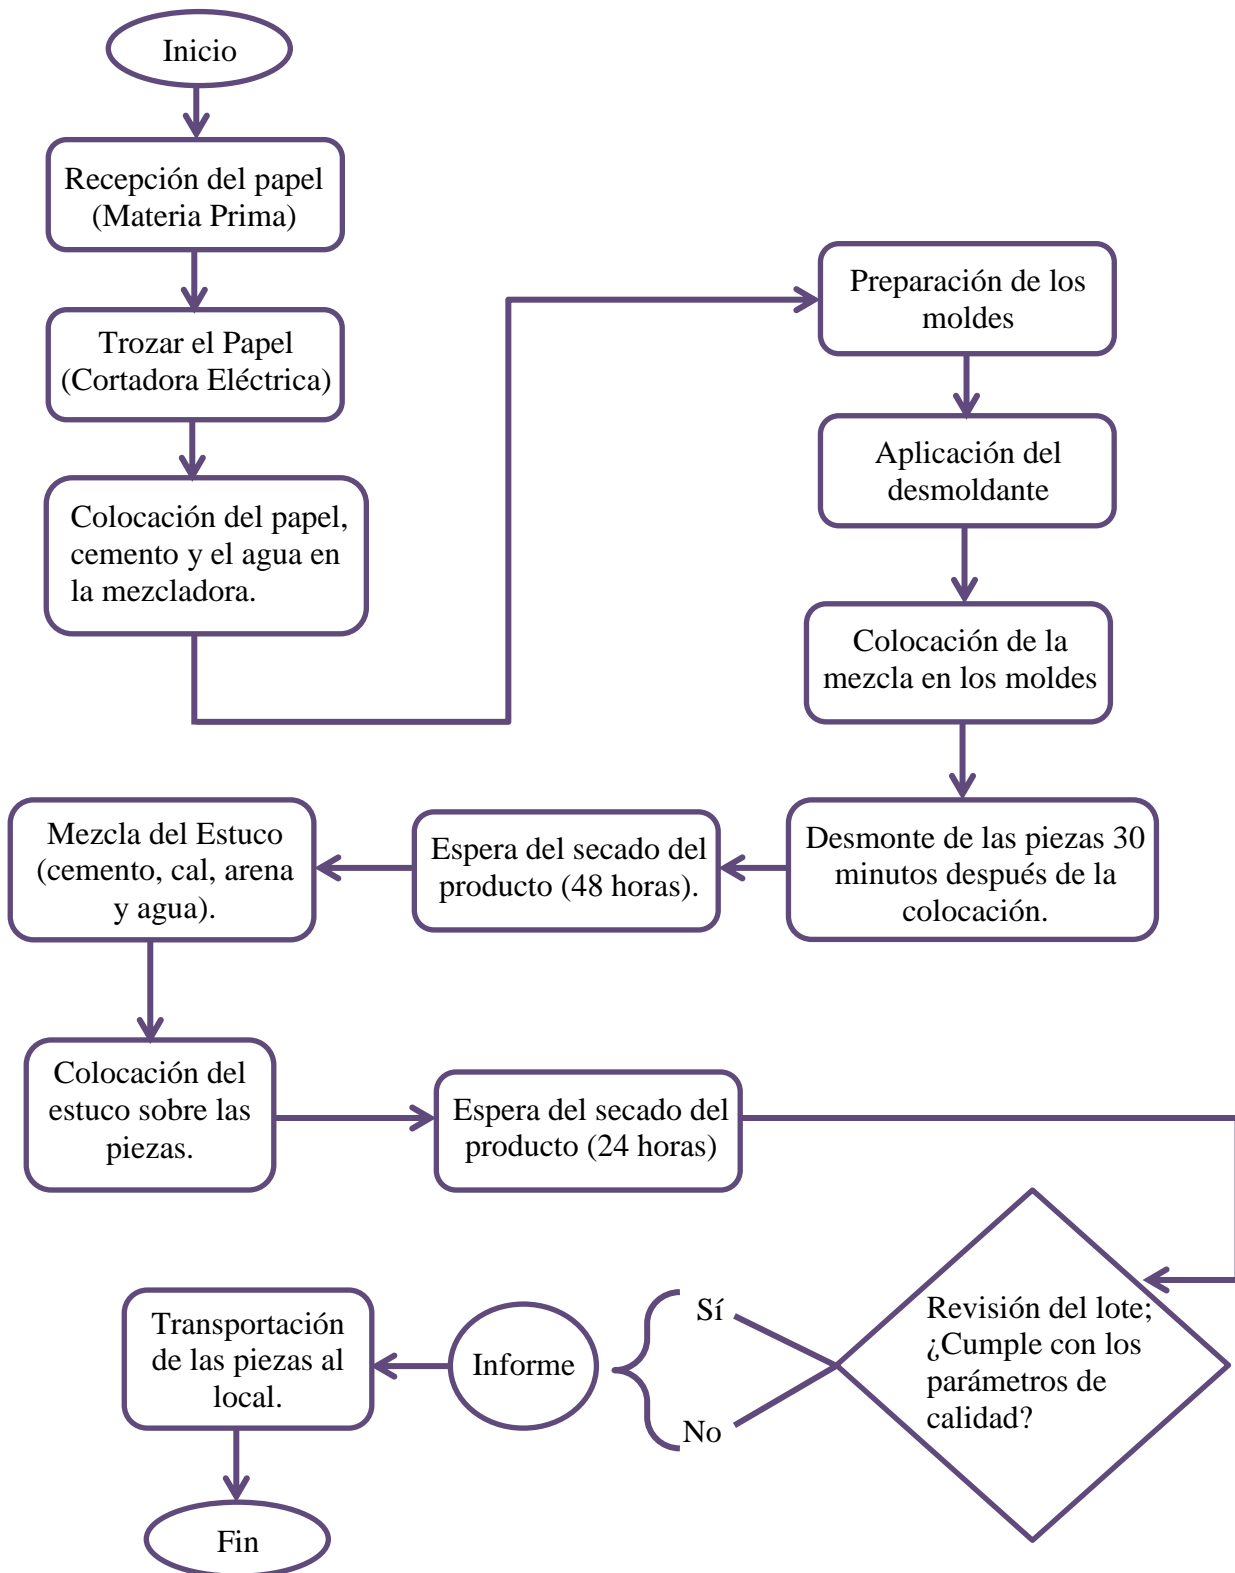 Inicio
Recepción del papel
(Materia Prima)
Trozar el Papel
(Cortadora Eléctrica)
Colocación del papel,
cemento y el agua en
la mezcladora.
Preparación de los
moldes
Aplicación del
desmoldante
Colocación de la
mezcla en los moldes
Desmonte de las piezas 30
minutos después de la
colocación.
Espera del secado del
producto (48 horas).
Mezcla del Estuco
(cemento, cal, arena
y agua).
Colocación del
estuco sobre las
piezas.
Espera del secado del
producto (24 horas)
Revisión del lote;
¿Cumple con los
parámetros de
calidad?
Sí
No
Informe
Transportación
de las piezas al
local.
Fin